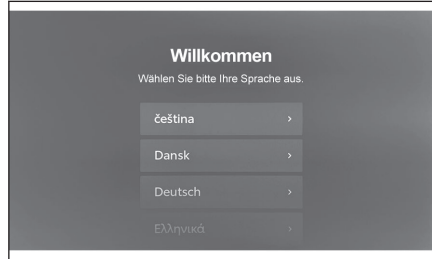 Willkommen
Wählen Sie bitte Ihre Sprache aus.
čeština
Dansk
Deutsch
Ελληνικά